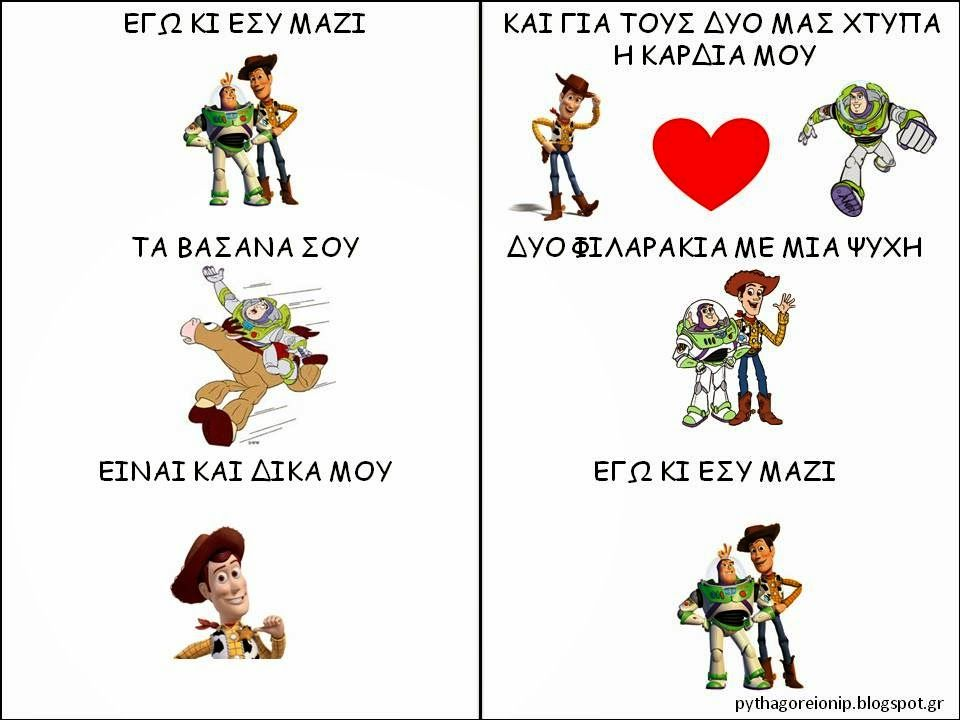 ΕΓΩ ΚΙ ΕΣΥ ΜΑΖΙ
ΤΑ ΒΑΣΑΝΑ ΣΟΥ
ΕΙΝΑΙ ΚΑΙ ΔΙΚΑ ΜΟΥ
ΚΑΙ ΓΙΑ ΤΟΥΣ ΔΥΟ ΜΑΣ ΧΤΥΠΑ
Η ΚΑΡΔΙΑ ΜΟΥ
ΔΥΟ ΦΙΛΑΡΑΚΙΑ ΜΕ ΜΙΑ ΨΥΧΗ
ΕΓΩ ΚΙ ΕΣΥ ΜΑΖΙ
pythagoreionip.blogspot.gr